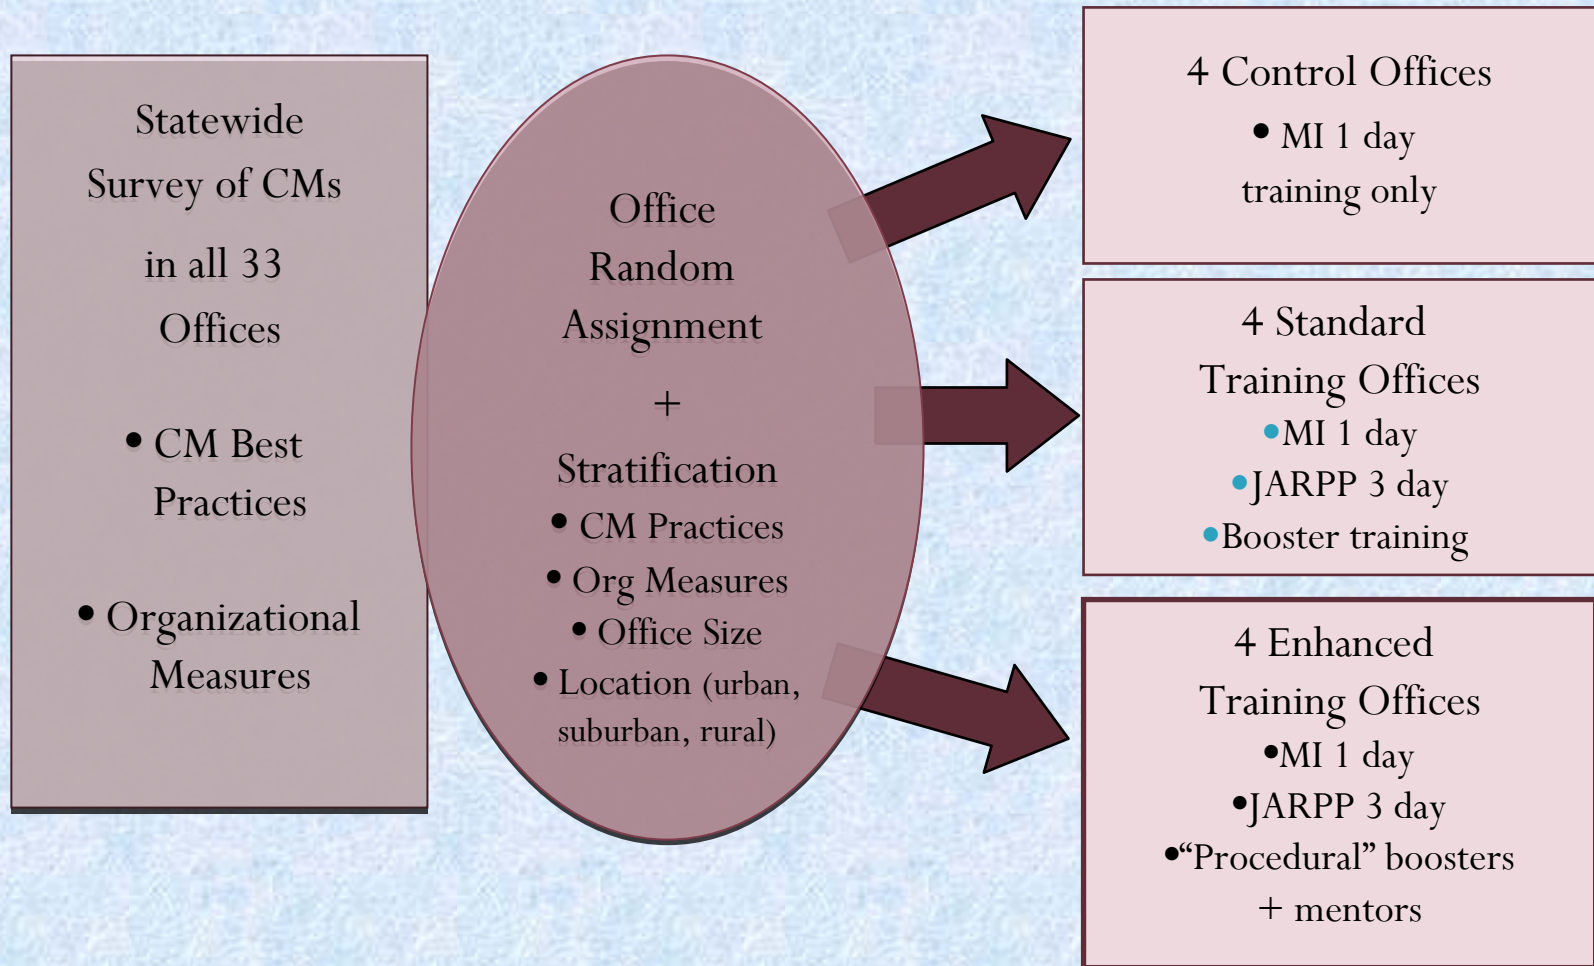 Statewide
Survey of CMs
in all 33
Offices
• CM Best
Practices
• Organizational
Measures
Office
Random
Assignment
+
Stratification
• CM Practices
• Org Measures
• Office Size
• Location (urban,
suburban, rural)
4 Control Offices
• MI 1 day
training only
4 Standard
Training Offices
•MI 1 day
•JARPP 3 day
•Booster training
4 Enhanced
Training Offices
•MI 1 day
•JARPP 3 day
•“Procedural” boosters
+ mentors